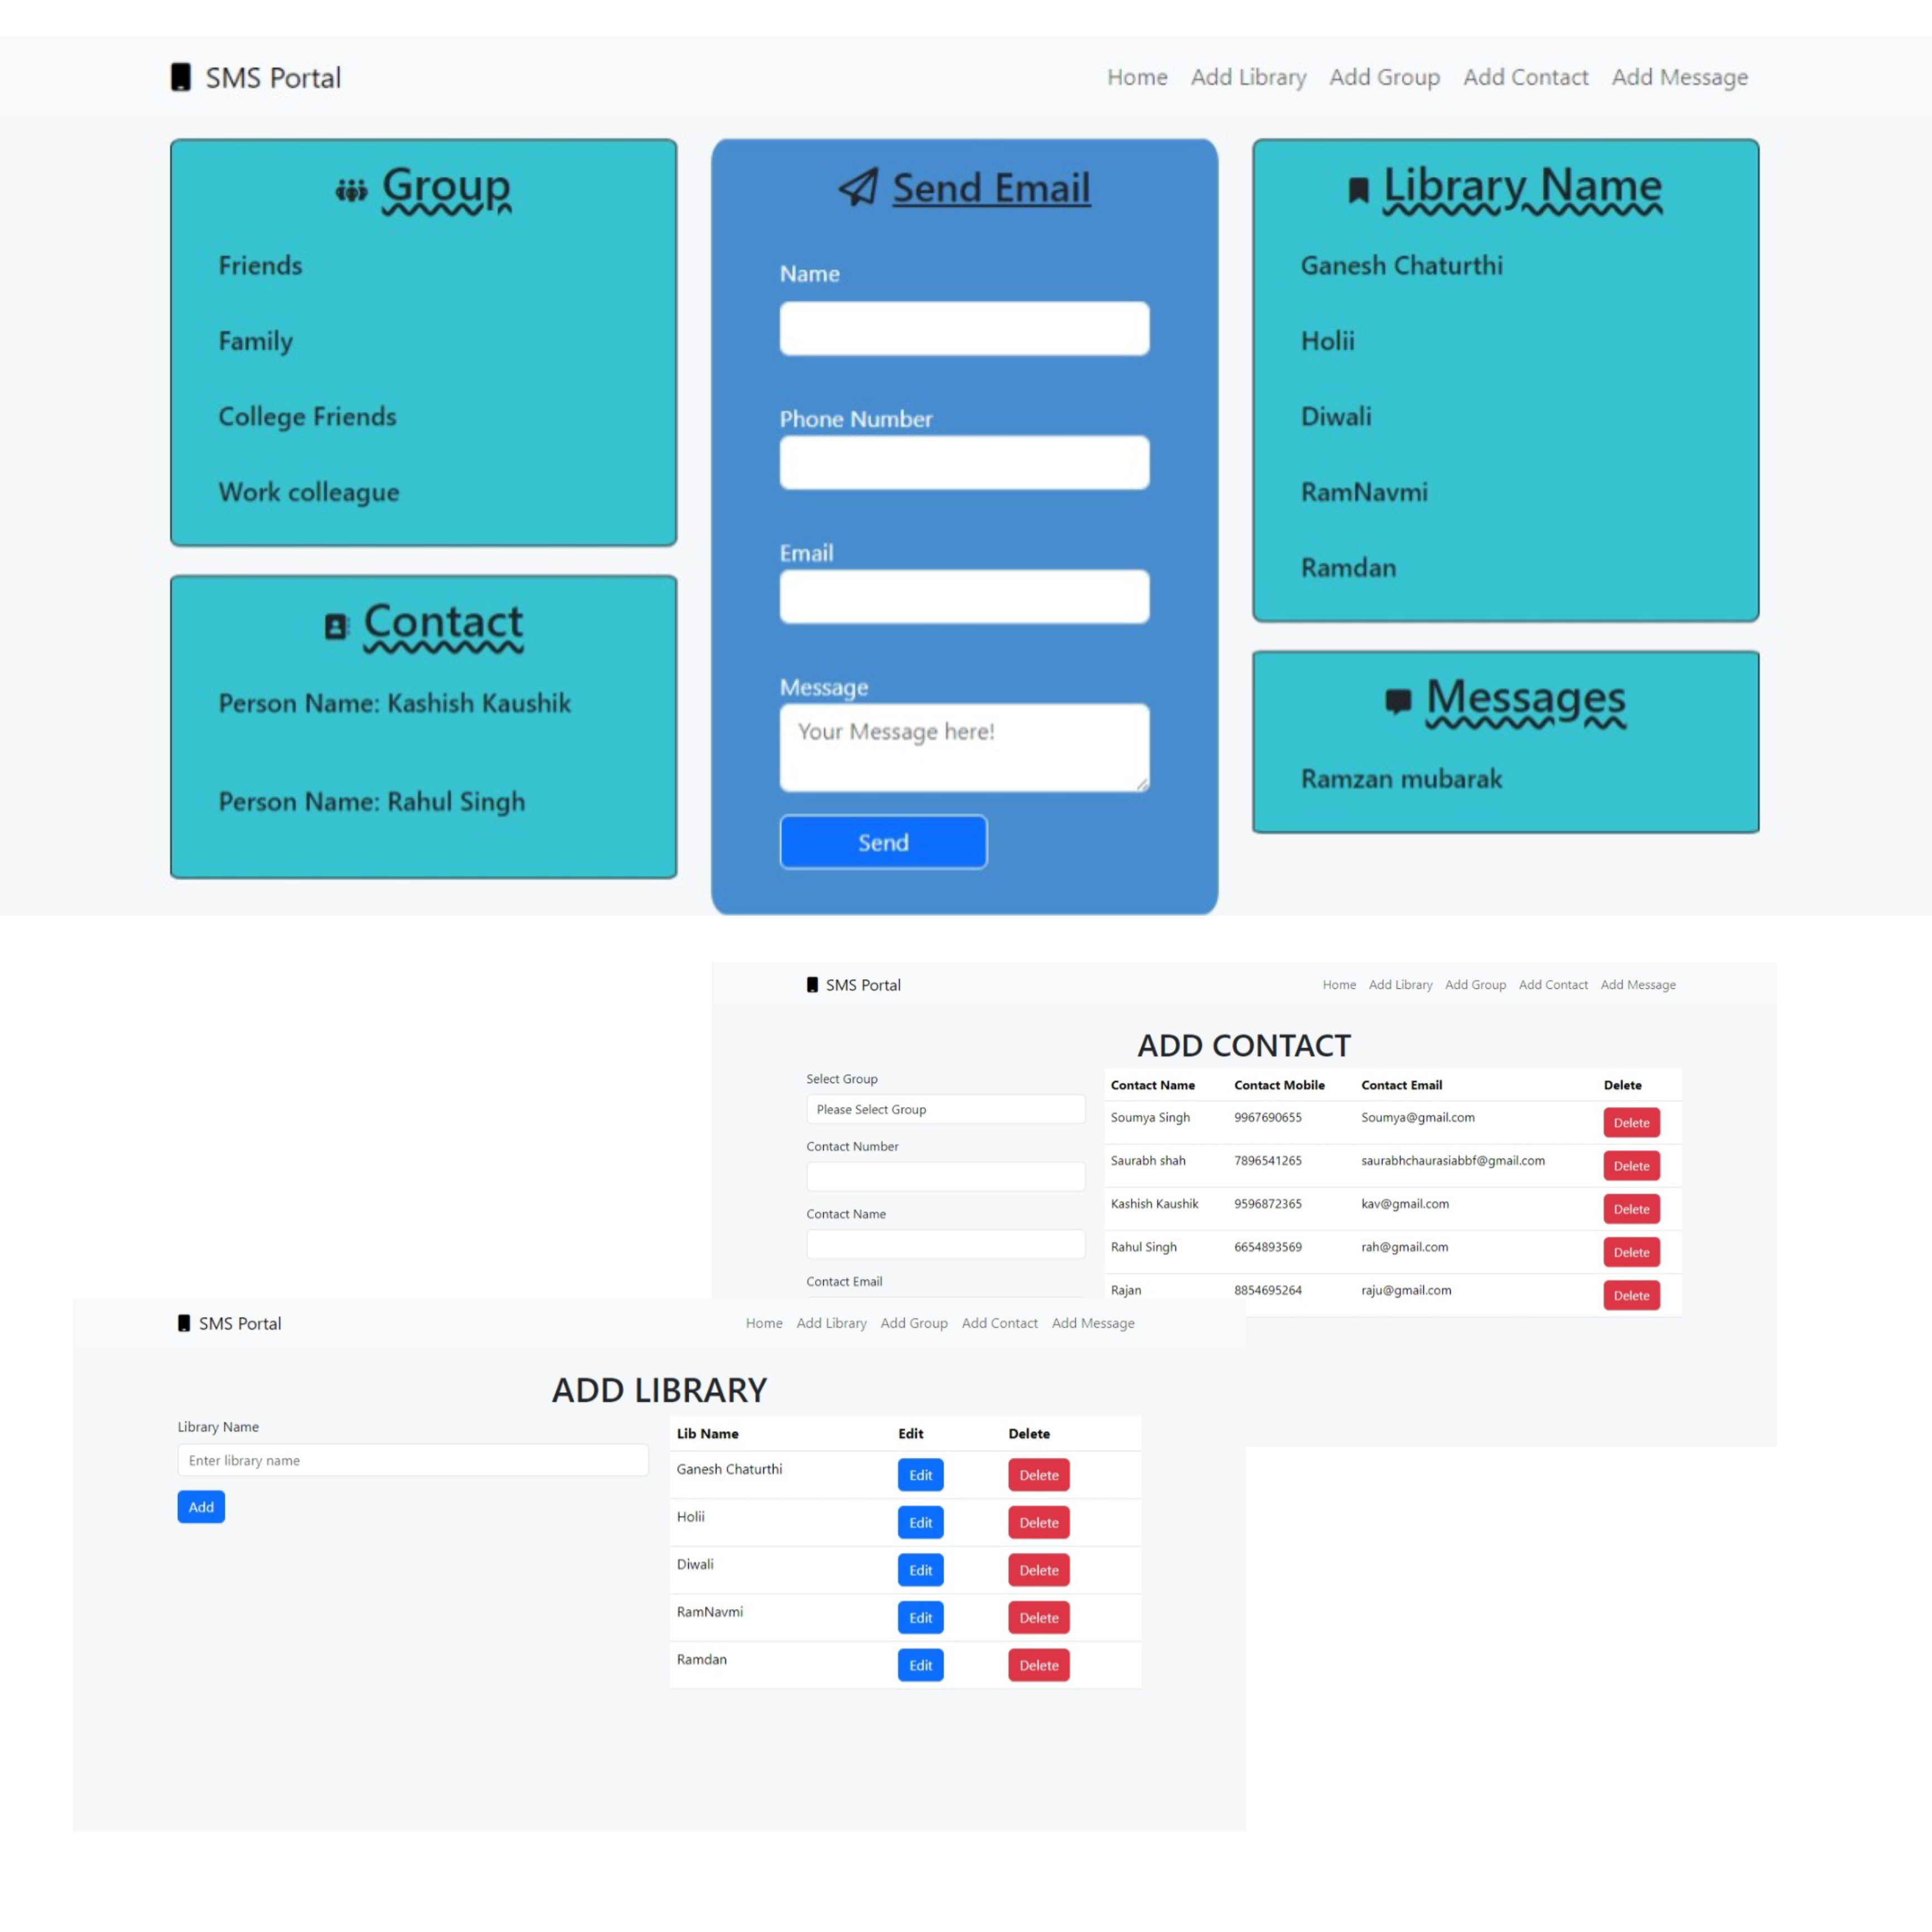 SMS Portal
Home Add Library Add Group Add Contact Add Message
Group
Friends
Family
College Friends
Work colleague
Contact
Person Name: Kashish Kaushik
Person Name: Rahul Singh
Send Email
Name
Phone Number
Email
Message
Your Message here!
Send
Library Name
Ganesh Chaturthi
Holii
Diwali
RamNavmi
Ramdan
Messages
Ramzan mubarak
SMS Portal
Home Add Library Add Group Add Contact Add Message
ADD CONTACT
Select Group
Please Select Group
Contact Number
Contact Name
Contact Email
Contact Name Contact Mobile Contact Email Delete
Soumya Singh 9967690655 Soumya@gmail.com Delete
Saurabh shah 7896541265 saurabhchaurasiabbf@gmail.com Delete
Kashish Kaushik 9596872365 kav@gmail.com Delete
Rahul Singh 6654893569 rah@gmail.com Delete
Rajan 8854695264 raju@gmail.com Delete
SMS Portal
Home Add Library Add Group Add Contact Add Message
ADD LIBRARY
Library Name
Enter library name
Add
Lib Name Edit Delete
Ganesh Chaturthi Edit Delete
Holii Edit Delete
Diwali Edit Delete
RamNavmi Edit Delete
Ramdan Edit Delete